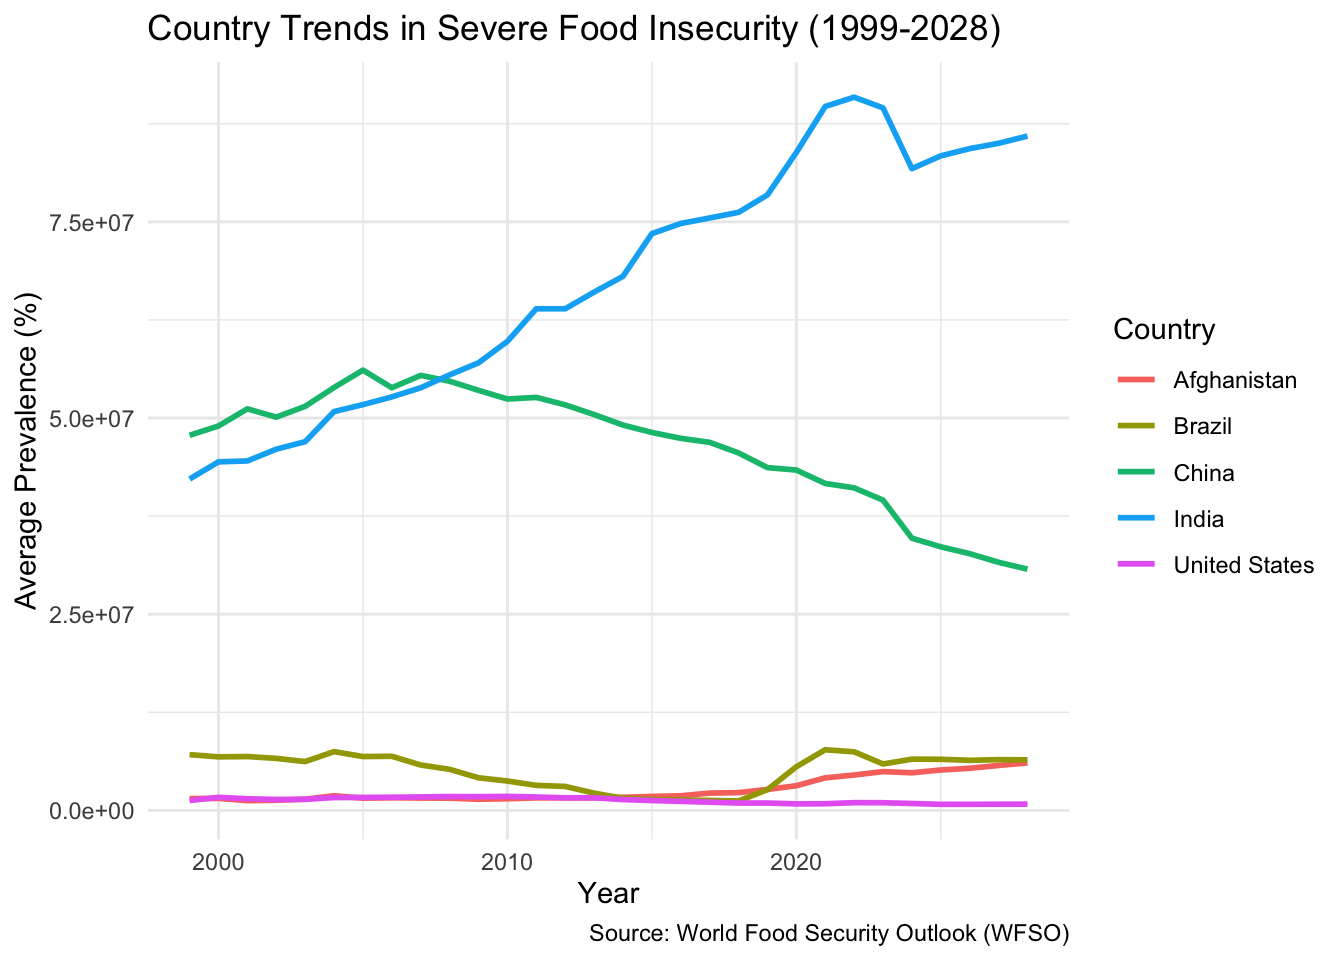 Country Trends in Severe Food Insecurity (1999-2028)
Average Prevalence (%)
7.5e+07
5.0e+07
2.5e+07
0.0e+00
2000
2010
2020
Year
Country
Afghanistan
Brazil
China
India
United States
Source: World Food Security Outlook (WFSO)